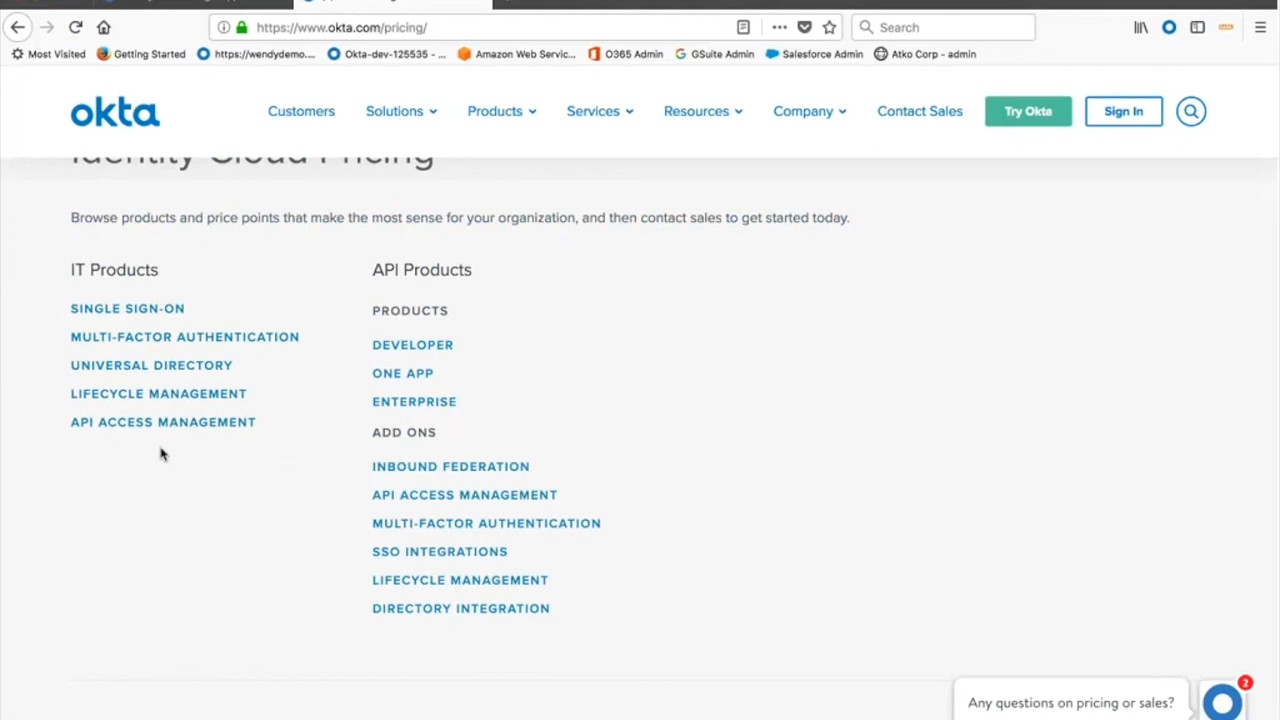 https://www.okta.com/pricing/
Search
Most Visited
Getting Started
https://wendydemo....
Okta-dev-125535 - ...
Amazon Web Servic...
O365 Admin
GSuite Admin
Salesforce Admin
Atko Corp - admin
okta
Customers
Solutions
Products
Services
Resources
Company
Contact Sales
Try Okta
Sign In
Identity Cloud Pricing
Browse products and price points that make the most sense for your organization, and then contact sales to get started today.
IT Products
SINGLE SIGN-ON
MULTI-FACTOR AUTHENTICATION
UNIVERSAL DIRECTORY
LIFECYCLE MANAGEMENT
API ACCESS MANAGEMENT
API Products
PRODUCTS
DEVELOPER
ONE APP
ENTERPRISE
ADD ONS
INBOUND FEDERATION
API ACCESS MANAGEMENT
MULTI-FACTOR AUTHENTICATION
SSO INTEGRATIONS
LIFECYCLE MANAGEMENT
DIRECTORY INTEGRATION
Any questions on pricing or sales?
2